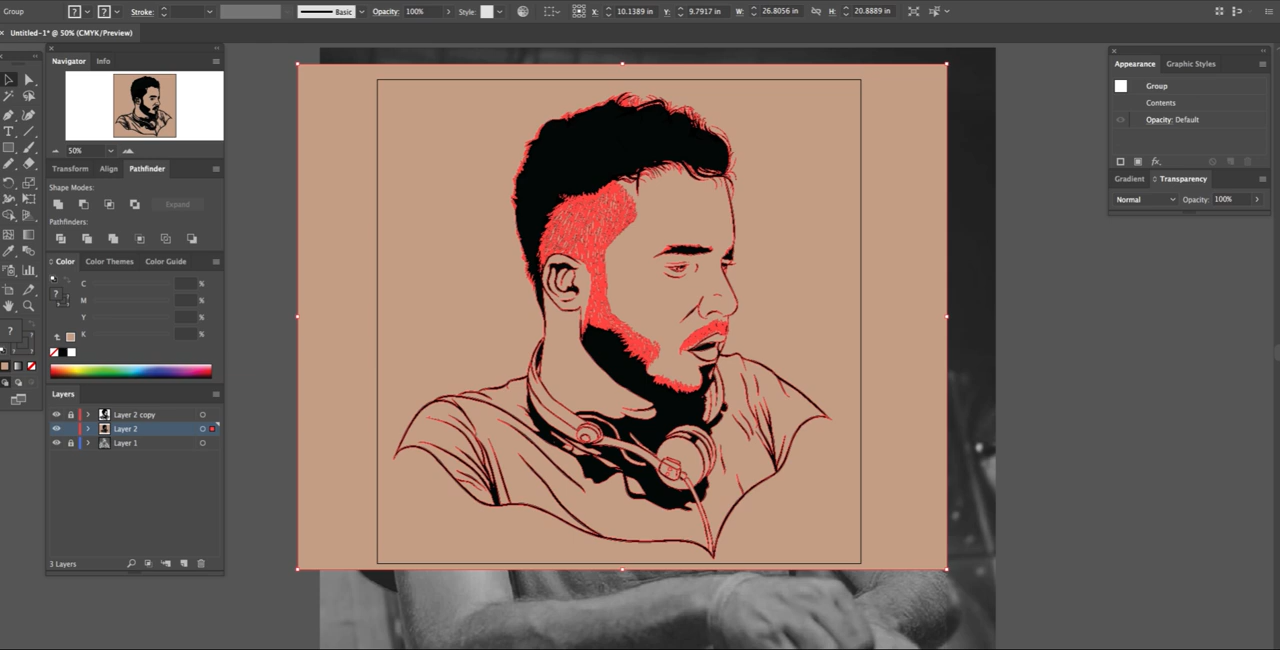 Group
?
?
Stroke:
Basic
Opacity: 100%
Style:
X: 10.1389 in
Y: 9.7917 in
W: 26.8056 in
H: 20.8889 in
Untitled-1* @ 50% (CMYK/Preview)
Navigator Info
50%
Transform Align Pathfinder
Shape Modes:
Expand
Pathfinders:
Color Color Themes Color Guide
?
C %
M %
Y %
K %
?
Layers
Layer 2 copy
Layer 2
Layer 1
3 Layers
Appearance Graphic Styles
Group
Contents
Opacity: Default
fx.
Gradient Transparency
Normal Opacity: 100%